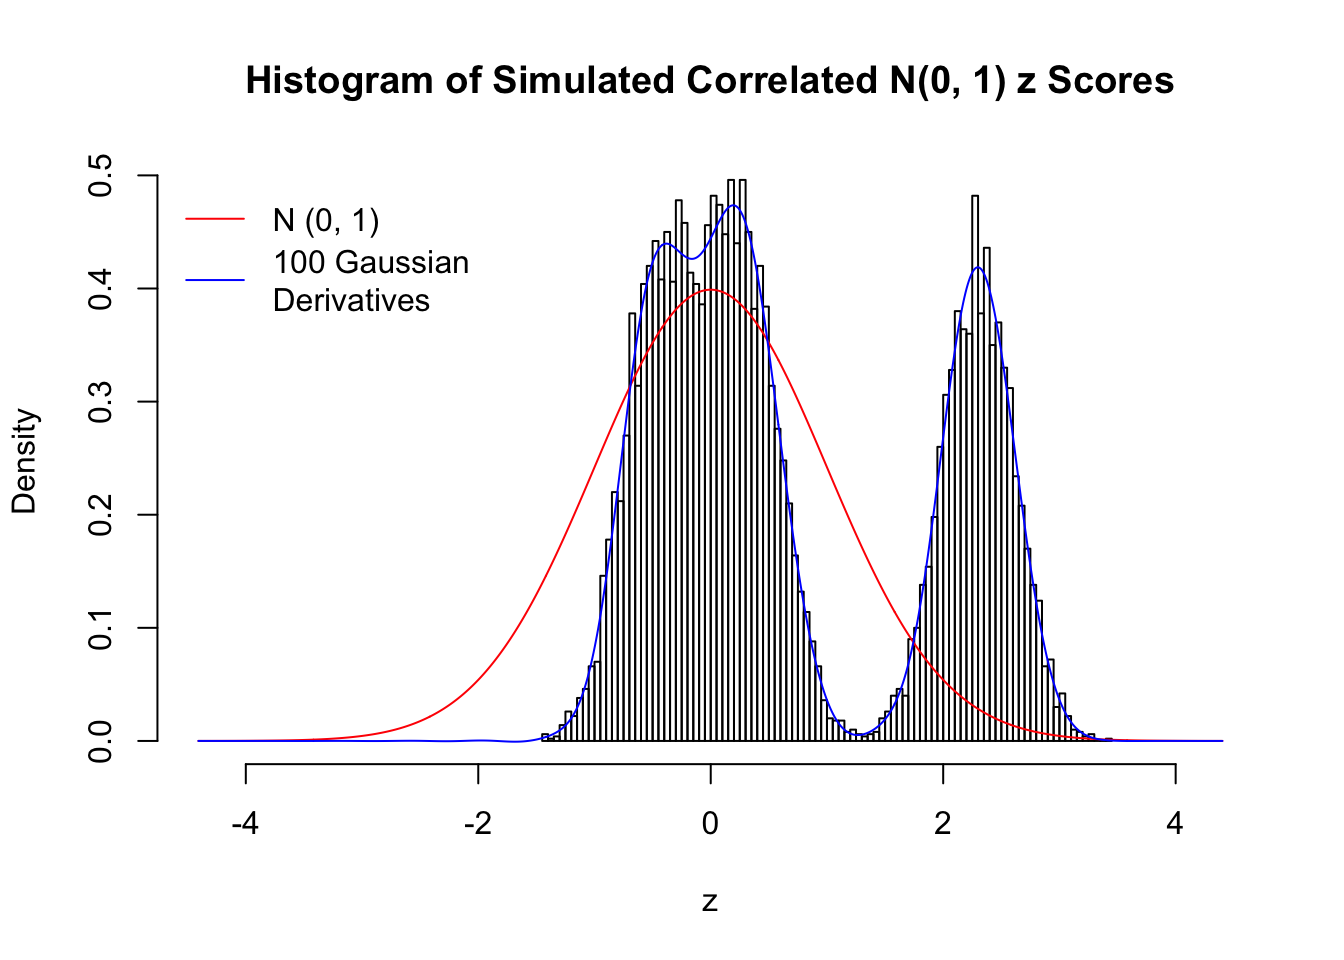 Histogram of Simulated Correlated N(0, 1) z Scores
Density
0.5
0.4
0.3
0.2
0.1
0.0
N (0, 1)
100 Gaussian
Derivatives
-4
-2
0
2
4
z